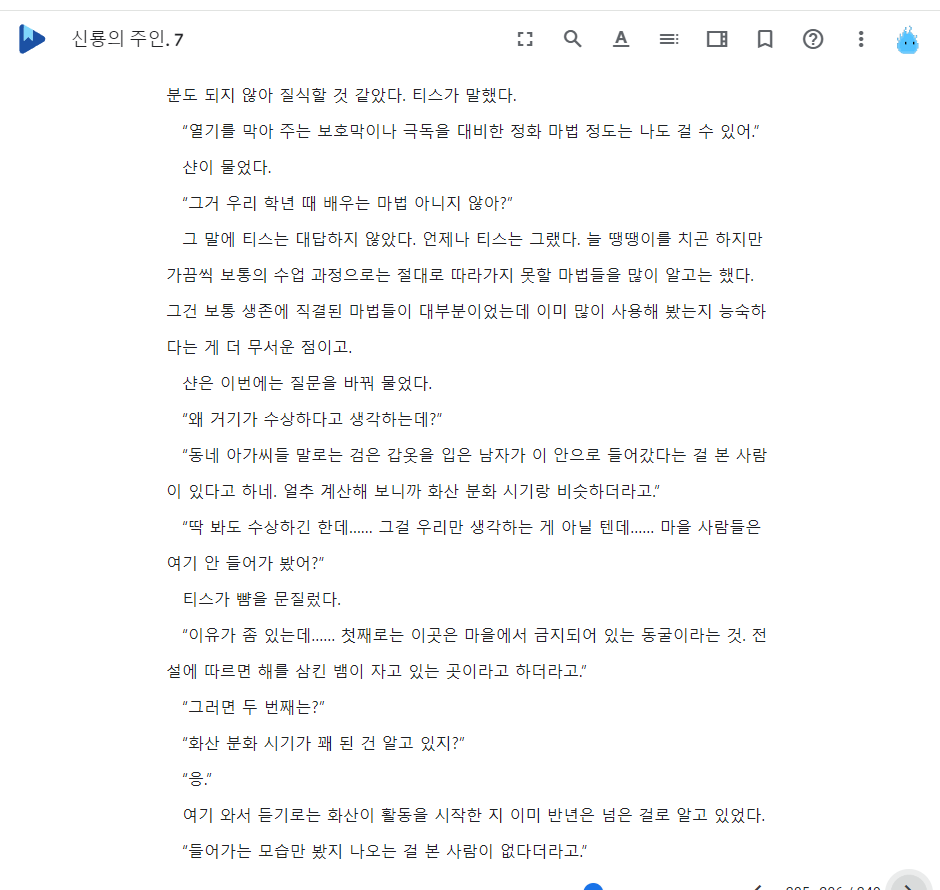 신룡의 주인. 7
분도 되지 않아 질식할 것 같았다. 티스가 말했다.
“열기를 막아 주는 보호막이나 극독을 대비한 정화 마법 정도는 나도 걸 수 있어.”
샨이 물었다.
“그거 우리 학년 때 배우는 마법 아니지 않아?”
그 말에 티스는 대답하지 않았다. 언제나 티스는 그랬다. 늘 땡땡이를 치곤 하지만
가끔씩 보통의 수업 과정으로는 절대로 따라가지 못할 마법들을 많이 알고는 했다.
그건 보통 생존에 직결된 마법들이 대부분이었는데 이미 많이 사용해 봤는지 능숙하
다는 게 더 무서운 점이고.
샨은 이번에는 질문을 바꿔 물었다.
“왜 거기가 수상하다고 생각하는데?”
“동네 아가씨들 말로는 검은 갑옷을 입은 남자가 이 안으로 들어갔다는 걸 본 사람
이 있다고 하네. 얼추 계산해 보니까 화산 분화 시기랑 비슷하더라고.”
“딱 봐도 수상하긴 한데...... 그걸 우리만 생각하는 게 아닐 텐데...... 마을 사람들은
여기 안 들어가 봤어?”
티스가 뺨을 문질렀다.
“이유가 좀 있는데...... 첫째로는 이곳은 마을에서 금지되어 있는 동굴이라는 것. 전
설에 따르면 해를 삼킨 뱀이 자고 있는 곳이라고 하더라고.”
“그러면 두 번째는?”
“화산 분화 시기가 꽤 된 건 알고 있지?”
“응.”
여기 와서 듣기로는 화산이 활동을 시작한 지 이미 반년은 넘은 걸로 알고 있었다.
“들어가는 모습만 봤지 나오는 걸 본 사람이 없다더라고.”